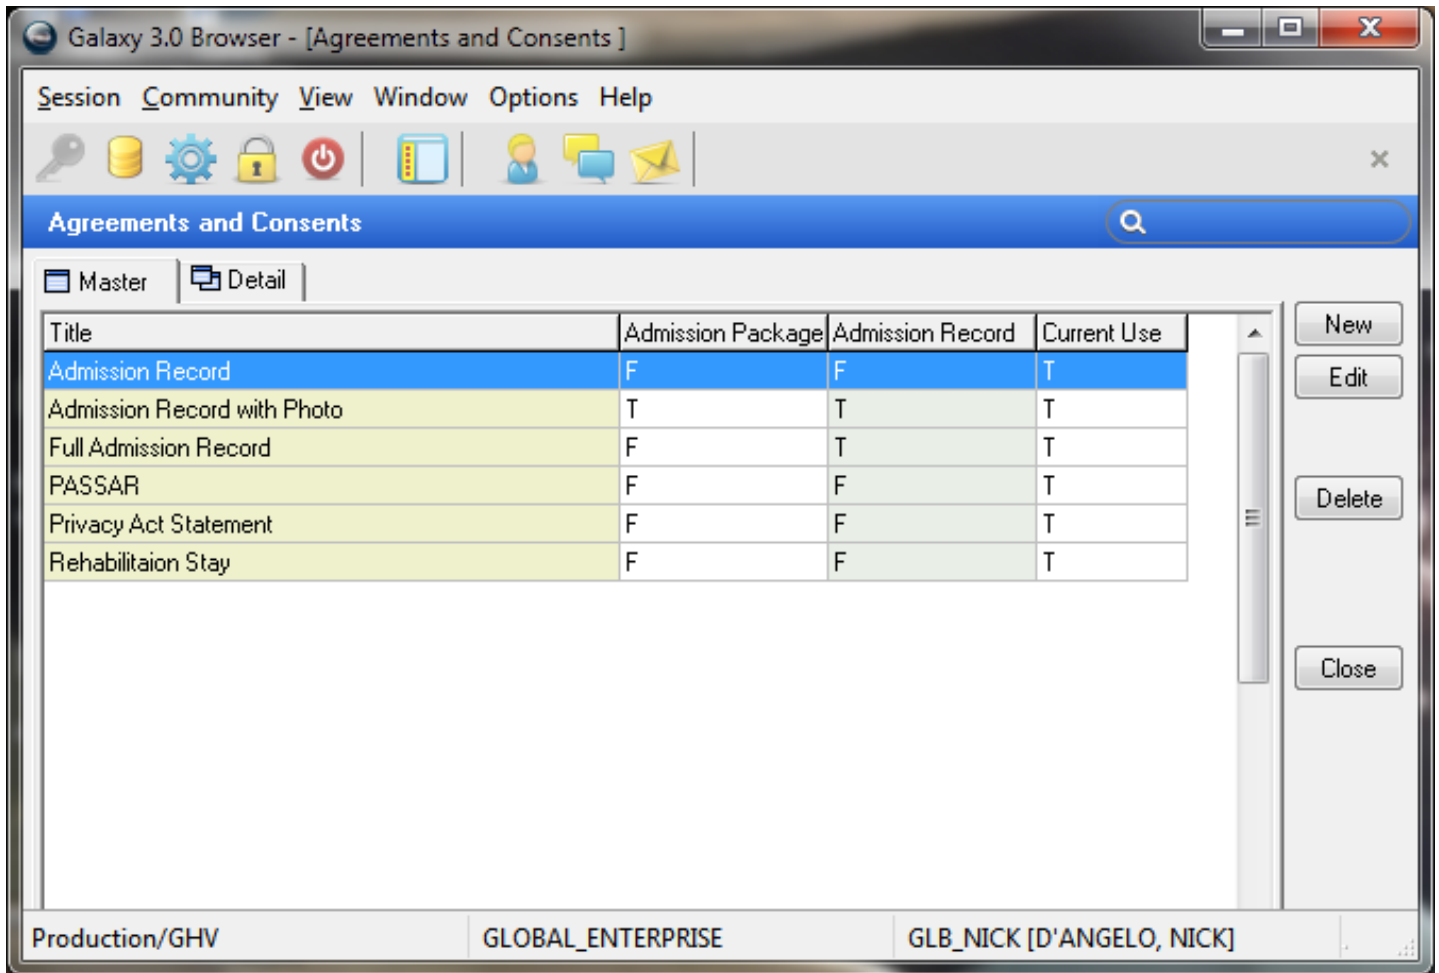 Galaxy 3.0 Browser - [Agreements and Consents ]
Session Community View Window Options Help
Agreements and Consents
Master Detail
Title Admission Package Admission Record Current Use
Admission Record F F T
Admission Record with Photo T T T
Full Admission Record F T T
PASSAR F F T
Privacy Act Statement F F T
Rehabilitaion Stay F F T
New
Edit
Delete
Close
Production/GHV GLOBAL_ENTERPRISE GLB_NICK [D'ANGELO, NICK]